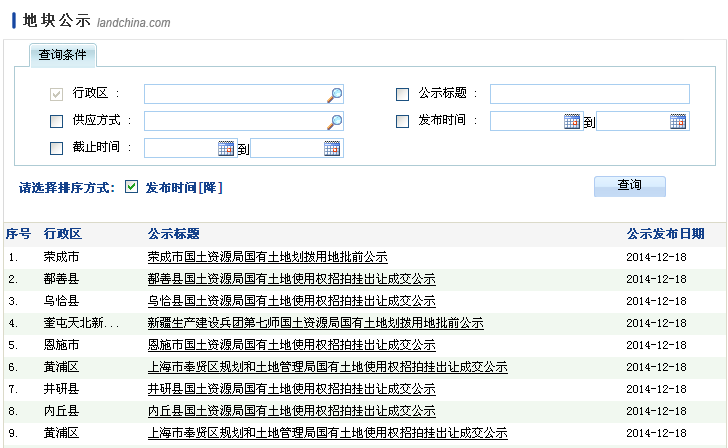 地块公示 landchina.com
查询条件
行政区 ： 公示标题 ：
供应方式 ： 发布时间 ： 到
截止时间 ： 到
请选择排序方式： 发布时间[降] 查询
序号 行政区 公示标题 公示发布日期
1. 荣成市 荣成市国土资源局国有土地划拨用地批前公示 2014-12-18
2. 鄯善县 鄯善县国土资源局国有土地使用权招拍挂出让成交公示 2014-12-18
3. 乌恰县 乌恰县国土资源局国有土地使用权招拍挂出让成交公示 2014-12-18
4. 奎屯天北新... 新疆生产建设兵团第七师国土资源局国有土地划拨用地批前公示 2014-12-18
5. 恩施市 恩施市国土资源局国有土地使用权招拍挂出让成交公示 2014-12-18
6. 黄浦区 上海市奉贤区规划和土地管理局国有土地使用权招拍挂出让成交公示 2014-12-18
7. 井研县 井研县国土资源局国有土地使用权招拍挂出让成交公示 2014-12-18
8. 内丘县 内丘县国土资源局国有土地使用权招拍挂出让成交公示 2014-12-18
9. 黄浦区 上海市奉贤区规划和土地管理局国有土地使用权招拍挂出让成交公示 2014-12-18